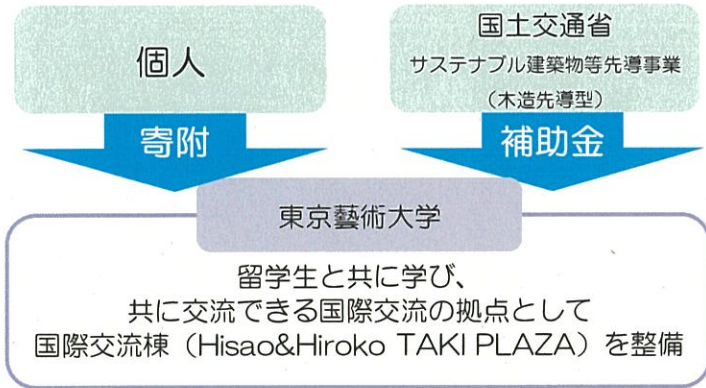 個人
国土交通省
サステナブル建築物等先導事業
（木造先導型）
寄附
補助金
東京藝術大学
留学生と共に学び、
共に交流できる国際交流の拠点として
国際交流棟（Hisao&Hiroko TAKI PLAZA）を整備